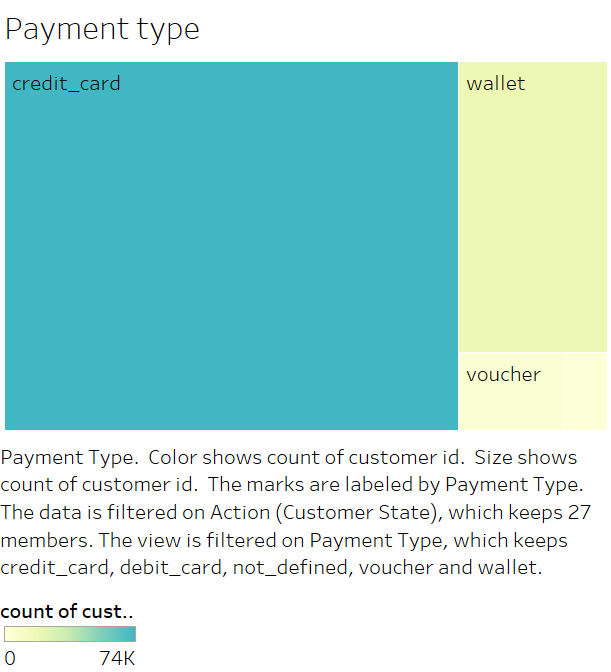 Payment type
credit_card
wallet
voucher
Payment Type.  Color shows count of customer id.  Size shows
count of customer id.  The marks are labeled by Payment Type.
The data is filtered on Action (Customer State), which keeps 27
members. The view is filtered on Payment Type, which keeps
credit_card, debit_card, not_defined, voucher and wallet.
count of cust..
0 74K